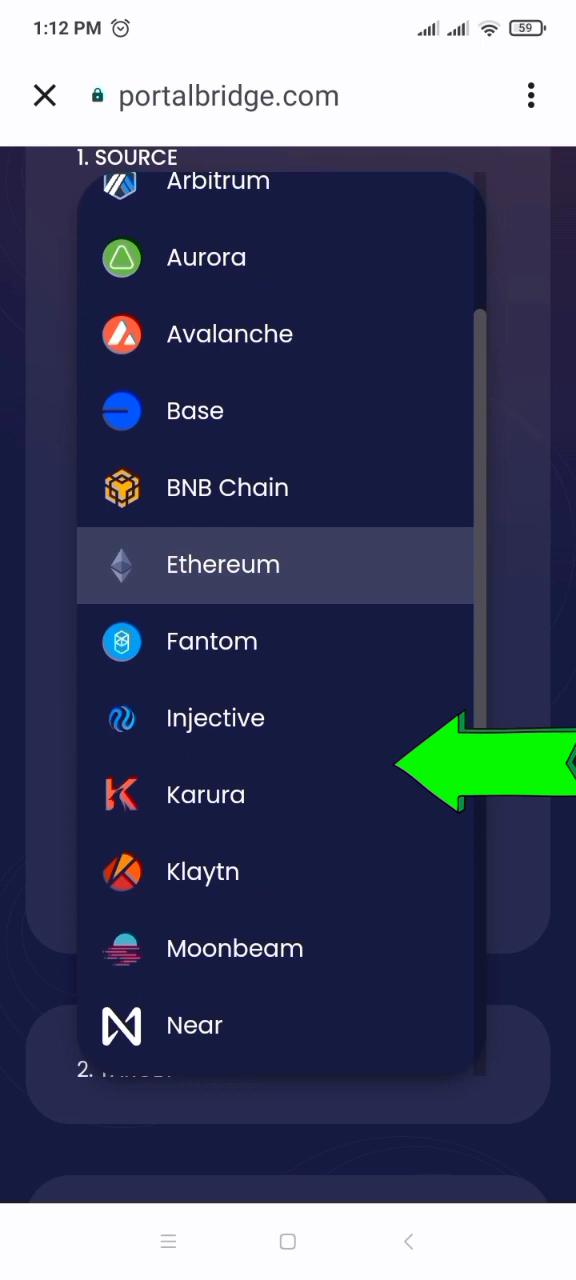 1:12 PM
59
portalbridge.com
1. SOURCE
Arbitrum
Aurora
Avalanche
Base
BNB Chain
Ethereum
Fantom
Injective
Karura
Klaytn
Moonbeam
Near
2.